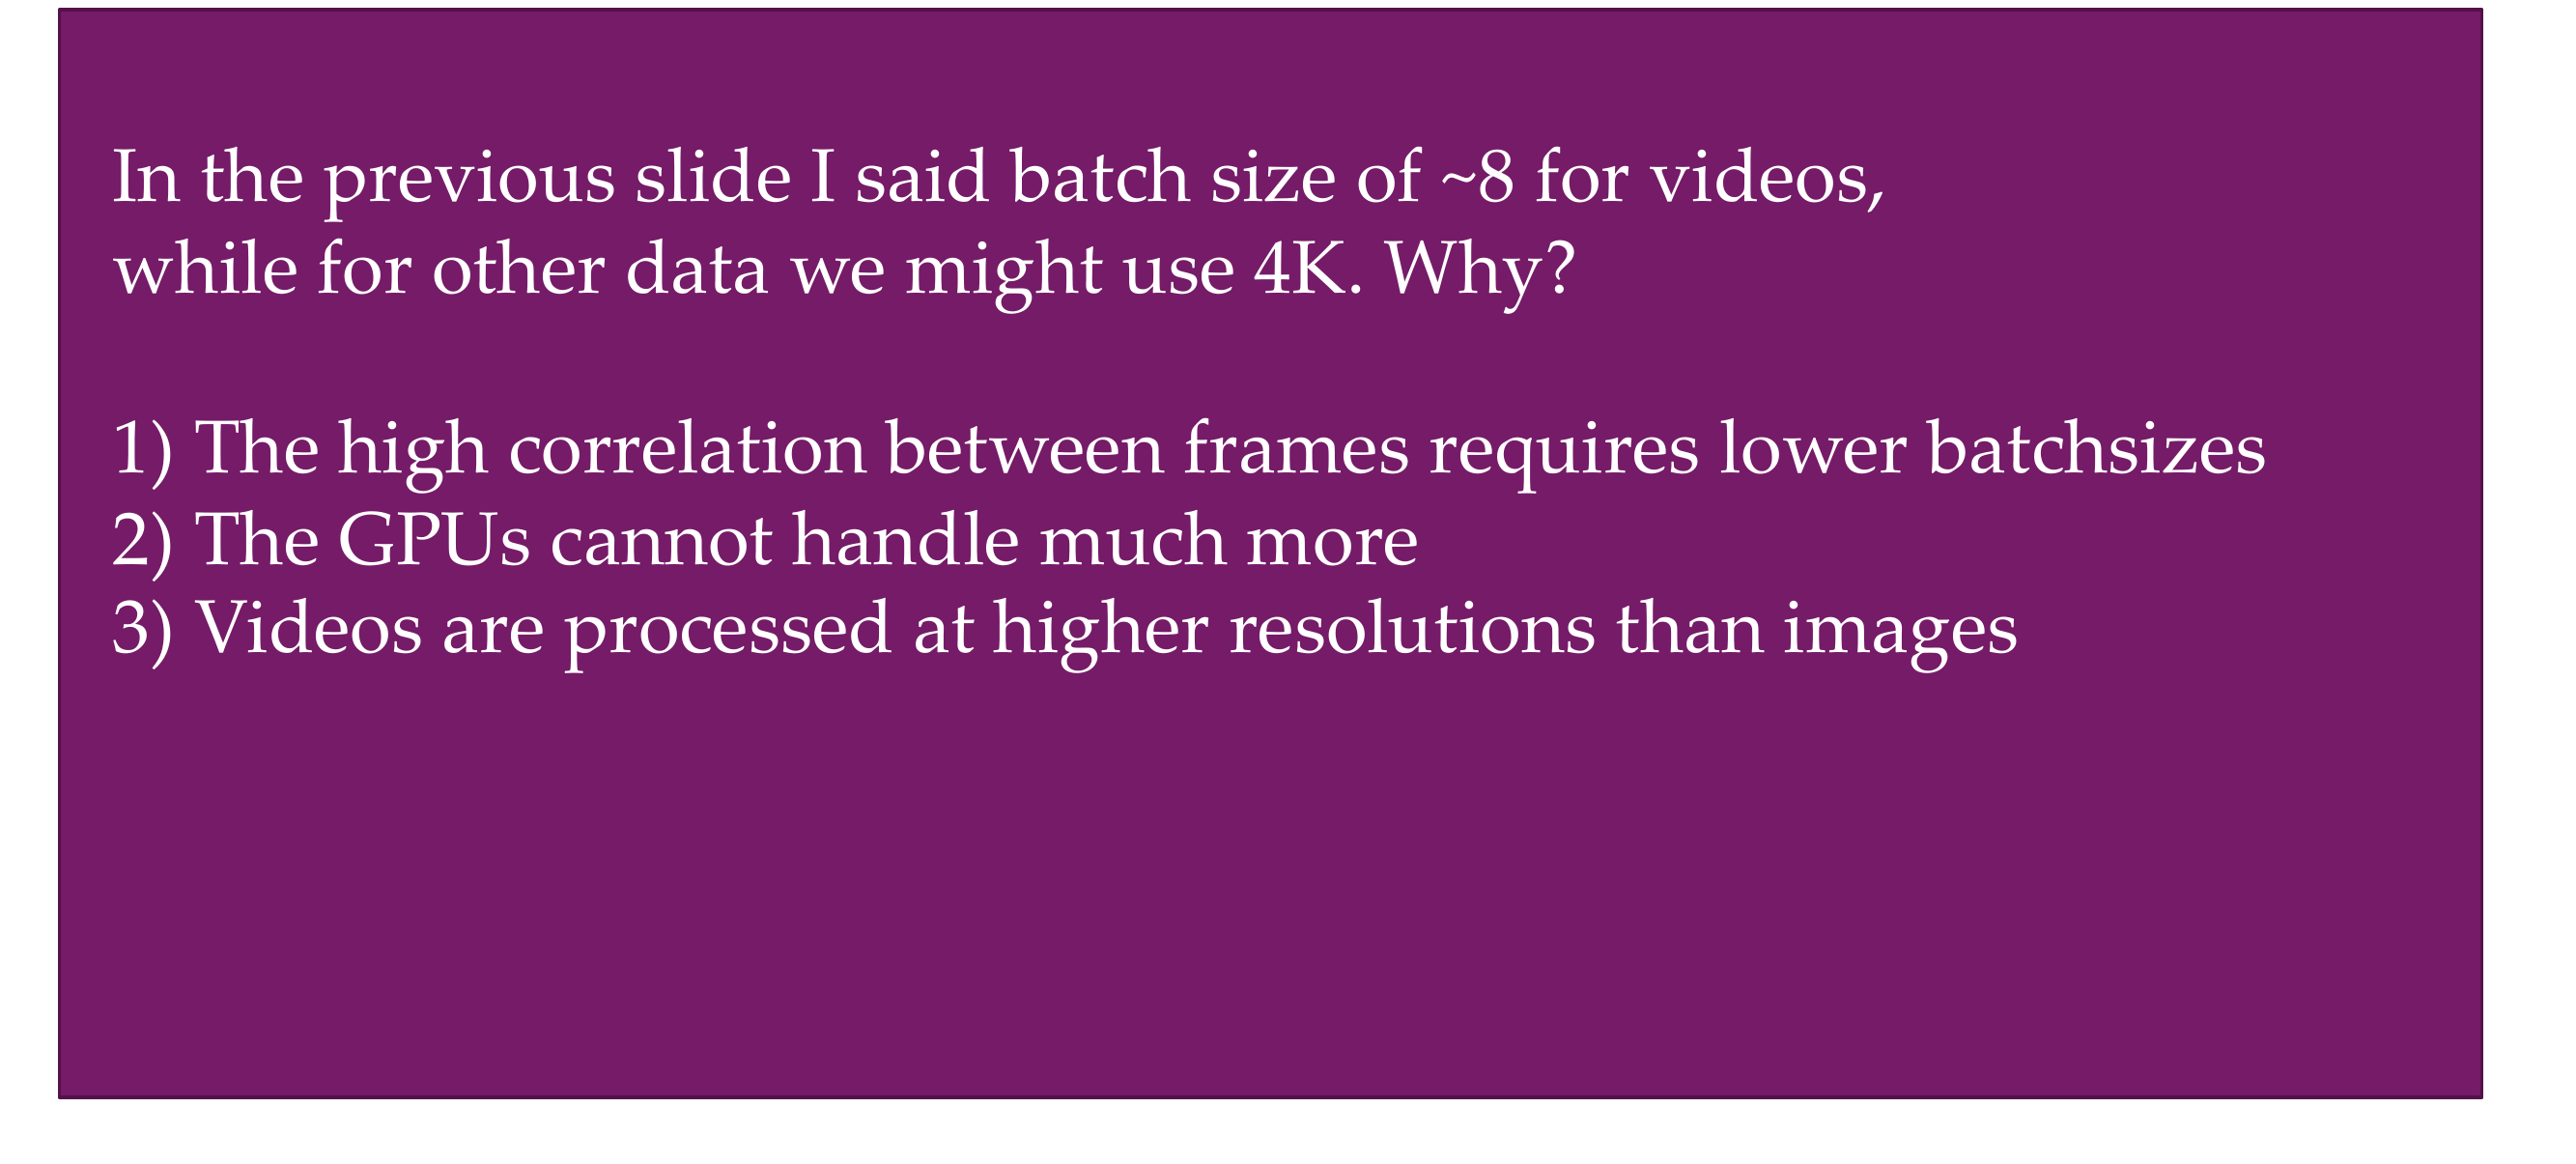 In the previous slide I said batch size of ~8 for videos,
while for other data we might use 4K. Why?
1) The high correlation between frames requires lower batchsizes
2) The GPUs cannot handle much more
3) Videos are processed at higher resolutions than images